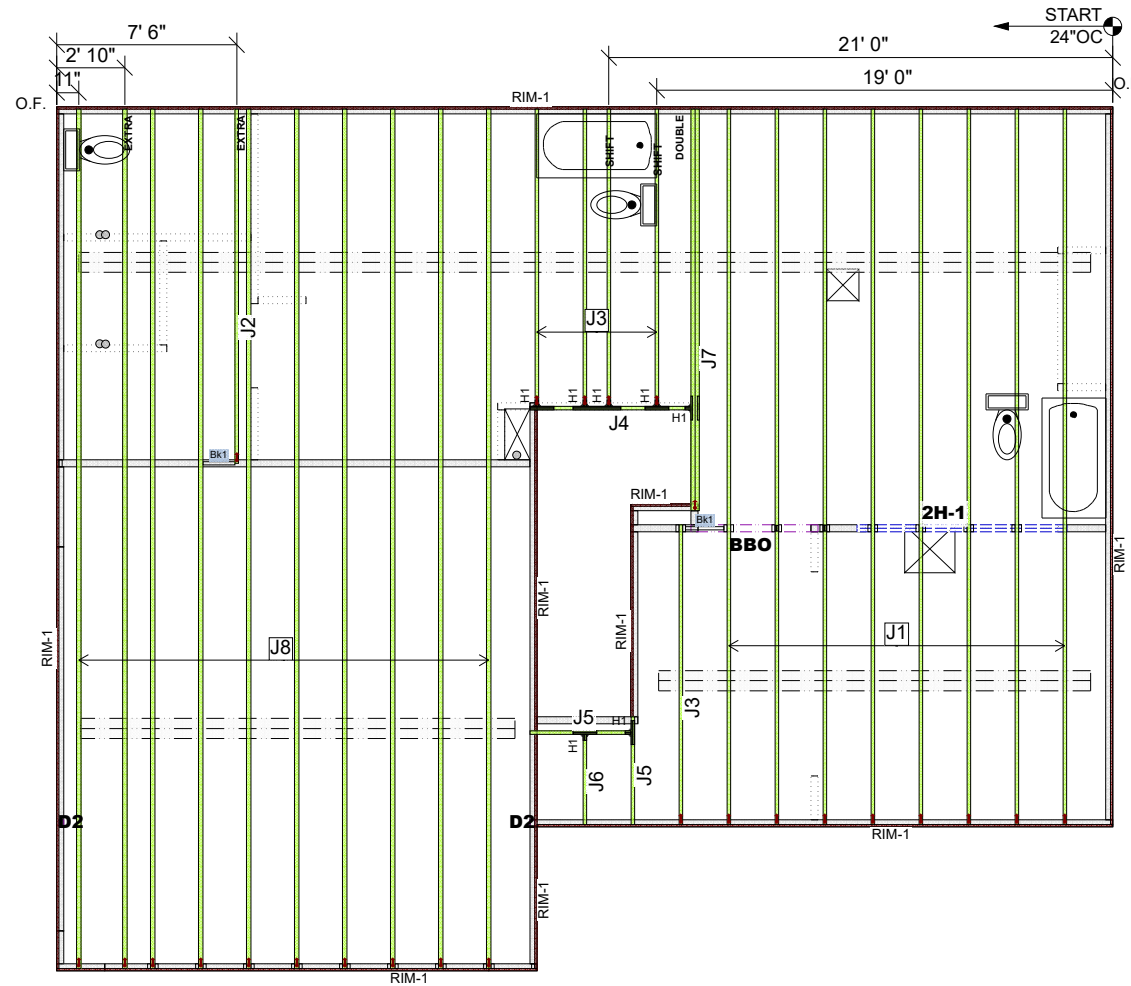 START
24"OC
7' 6"
21' 0"
2' 10"
11"
19' 0"
O.F.
RIM-1
O.
EXTRA
EXTRA
SHIFT
SHIFT
DOUBLE
J2
J3
J7
H1
H1
H1
H1
J4
H1
Bk1
RIM-1
2H-1
Bk1
BBO
RIM-1
RIM-1
RIM-1
RIM-1
J8
J1
J3
J5
H1
H1
J6
J5
D2
D2
RIM-1
RIM-1
RIM-1